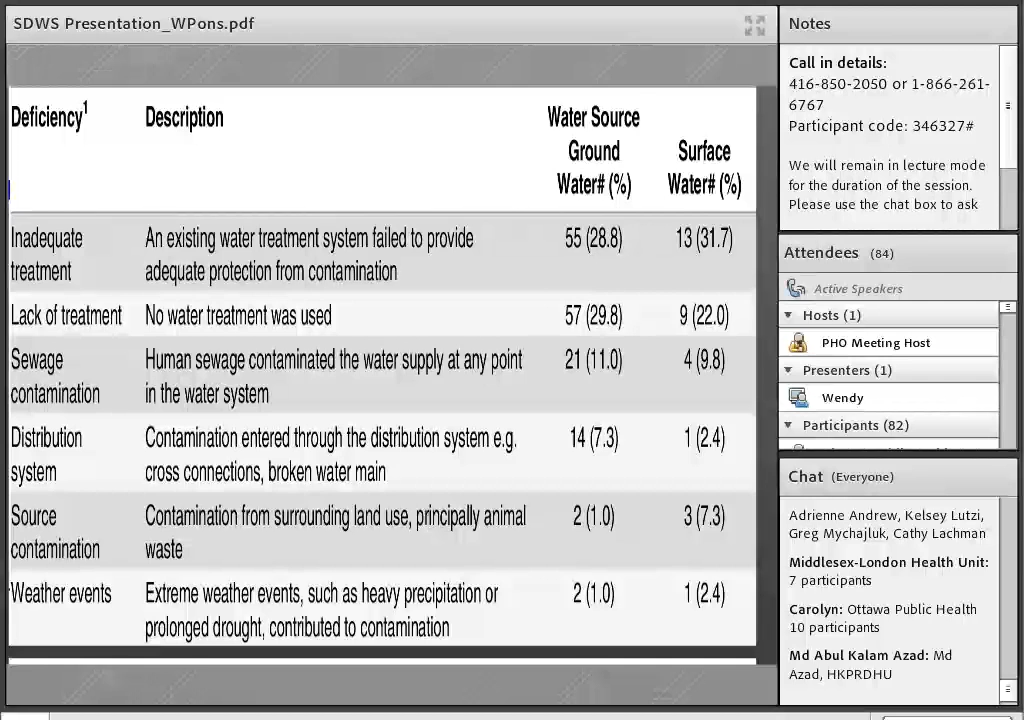 SDWS Presentation_WPons.pdf
Deficiency1 Description Water Source
Ground Surface
Water# (%) Water# (%)
Inadequate An existing water treatment system failed to provide 55 (28.8) 13 (31.7)
treatment adequate protection from contamination
Lack of treatment No water treatment was used 57 (29.8) 9 (22.0)
Sewage Human sewage contaminated the water supply at any point 21 (11.0) 4 (9.8)
contamination in the water system
Distribution Contamination entered through the distribution system e.g. 14 (7.3) 1 (2.4)
system cross connections, broken water main
Source Contamination from surrounding land use, principally animal 2 (1.0) 3 (7.3)
contamination waste
Weather events Extreme weather events, such as heavy precipitation or 2 (1.0) 1 (2.4)
prolonged drought, contributed to contamination
Notes
Call in details:
416-850-2050 or 1-866-261-
6767
Participant code: 346327#
We will remain in lecture mode
for the duration of the session.
Please use the chat box to ask
Attendees (84)
Active Speakers
Hosts (1)
PHO Meeting Host
Presenters (1)
Wendy
Participants (82)
Chat (Everyone)
Adrienne Andrew, Kelsey Lutzi,
Greg Mychajluk, Cathy Lachman
Middlesex-London Health Unit:
7 participants
Carolyn: Ottawa Public Health
10 participants
Md Abul Kalam Azad: Md
Azad, HKPRDHU